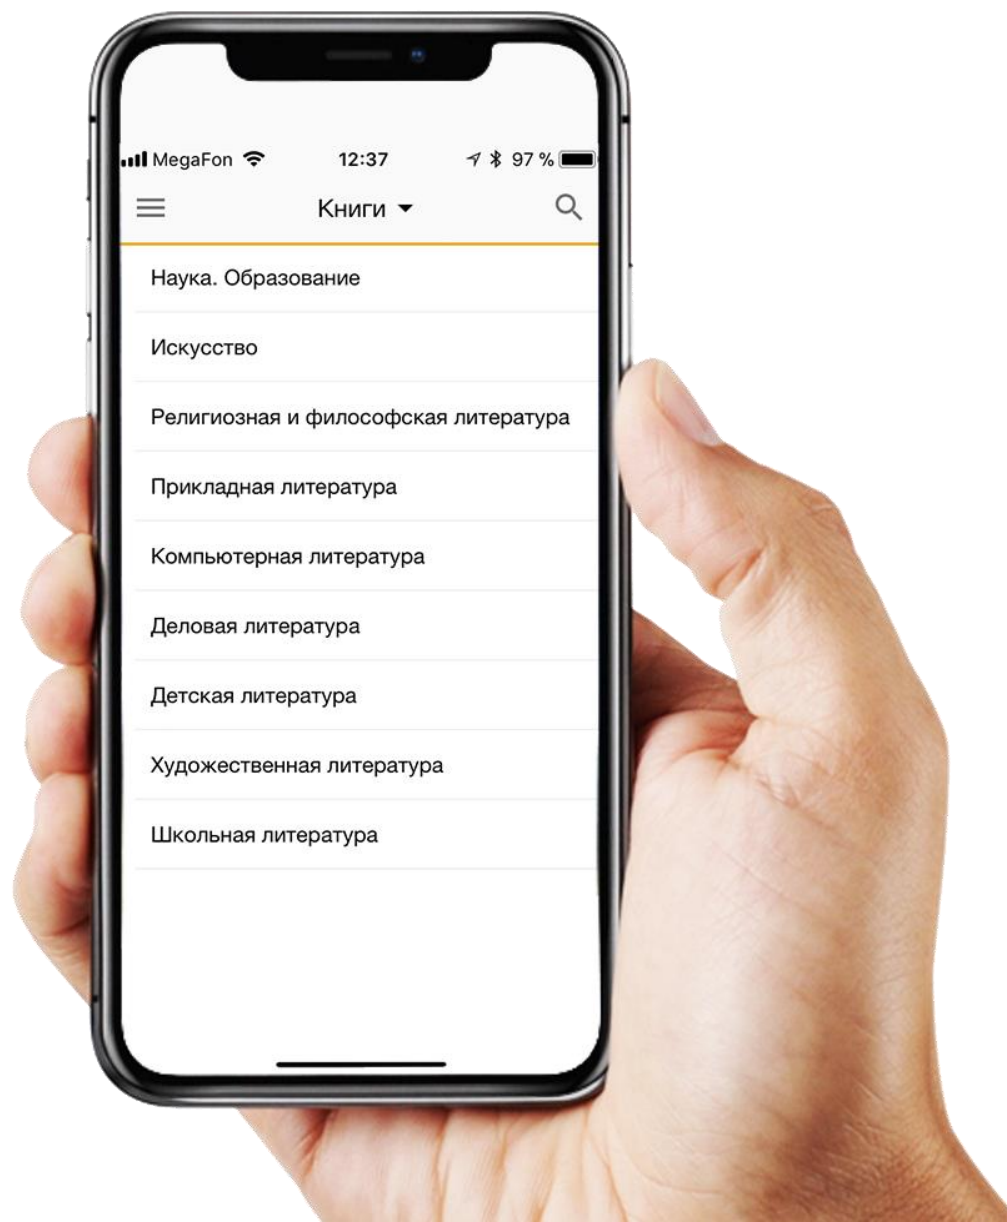 MegaFon 12:37 97 %
Книги
Наука. Образование
Искусство
Религиозная и философская литература
Прикладная литература
Компьютерная литература
Деловая литература
Детская литература
Художественная литература
Школьная литература